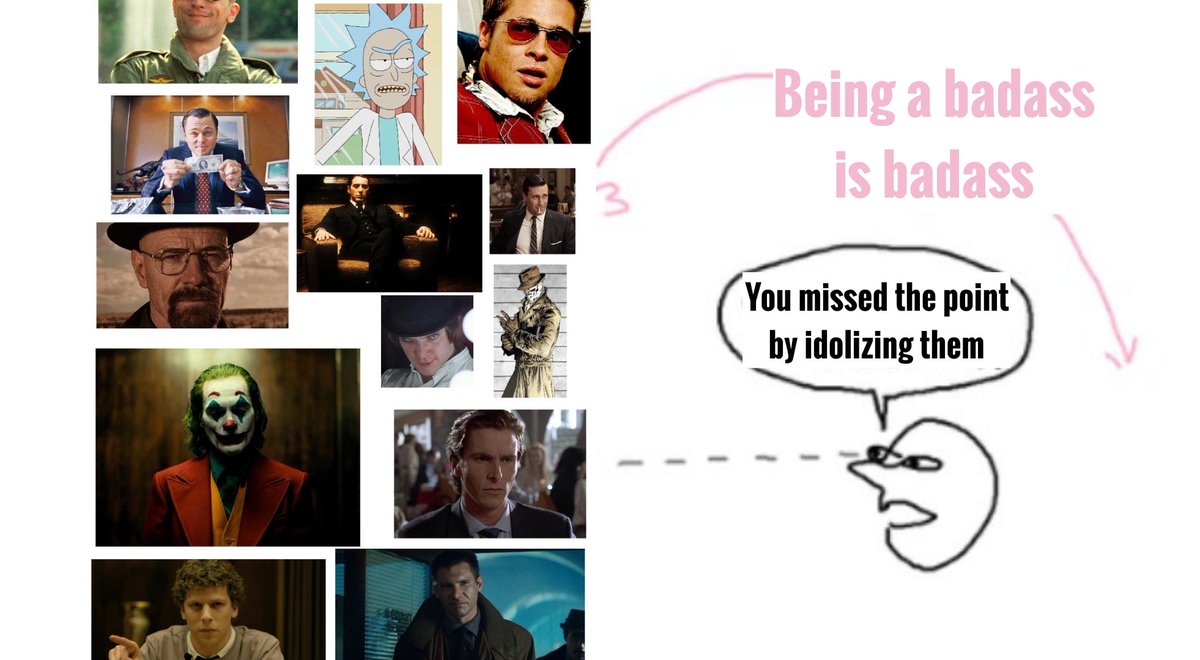 Being a badass
is badass
You missed the point
by idolizing them